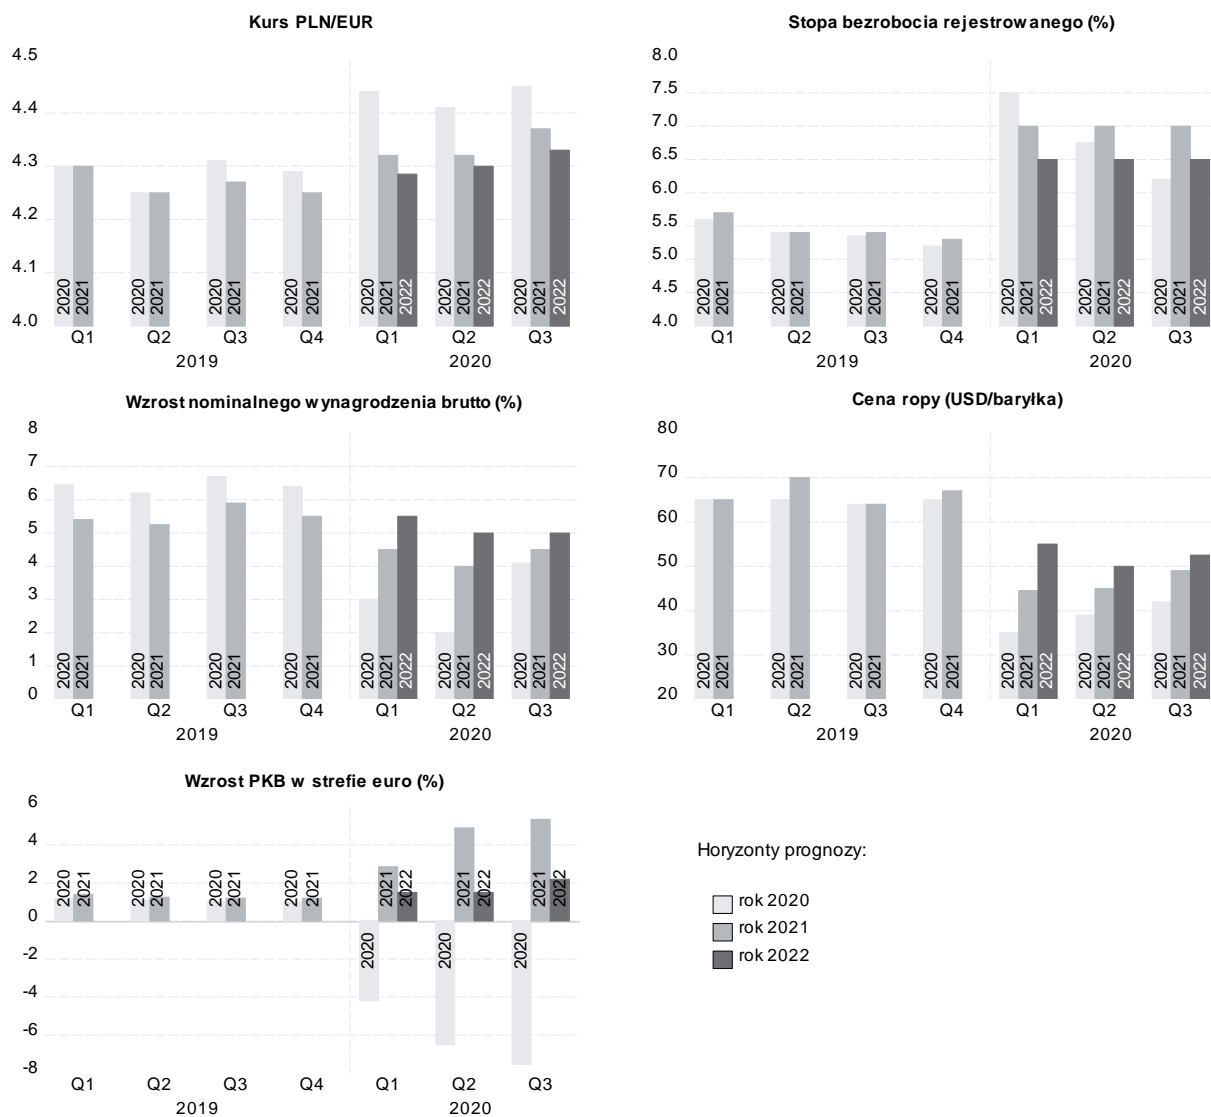 Kurs PLN/EUR
4.5
4.4
4.3
4.2
4.1
4.0
2020 2021 2020 2021 2020 2021 2020 2021 2020 2021 2022 2020 2021 2022 2020 2021 2022
Q1 Q2 Q3 Q4 Q1 Q2 Q3
2019 2020
Stopa bezrobocia rejestrowanego (%)
8.0
7.5
7.0
6.5
6.0
5.5
5.0
4.5
4.0
2020 2021 2020 2021 2020 2021 2020 2021 2020 2021 2022 2020 2021 2022 2020 2021 2022
Q1 Q2 Q3 Q4 Q1 Q2 Q3
2019 2020
Wzrost nominalnego wynagrodzenia brutto (%)
8
7
6
5
4
3
2
1
0
2020 2021 2020 2021 2020 2021 2020 2021 2020 2021 2022 2020 2021 2022 2020 2021 2022
Q1 Q2 Q3 Q4 Q1 Q2 Q3
2019 2020
Cena ropy (USD/baryłka)
80
70
60
50
40
30
20
2020 2021 2020 2021 2020 2021 2020 2021 2020 2021 2022 2020 2021 2022 2020 2021 2022
Q1 Q2 Q3 Q4 Q1 Q2 Q3
2019 2020
Wzrost PKB w strefie euro (%)
6
4
2
0
-2
-4
-6
-8
2020 2021 2020 2021 2020 2021 2020 2021 2020 2021 2022 2020 2021 2022 2020 2021 2022
Q1 Q2 Q3 Q4 Q1 Q2 Q3
2019 2020
Horyzonty prognozy:
rok 2020
rok 2021
rok 2022